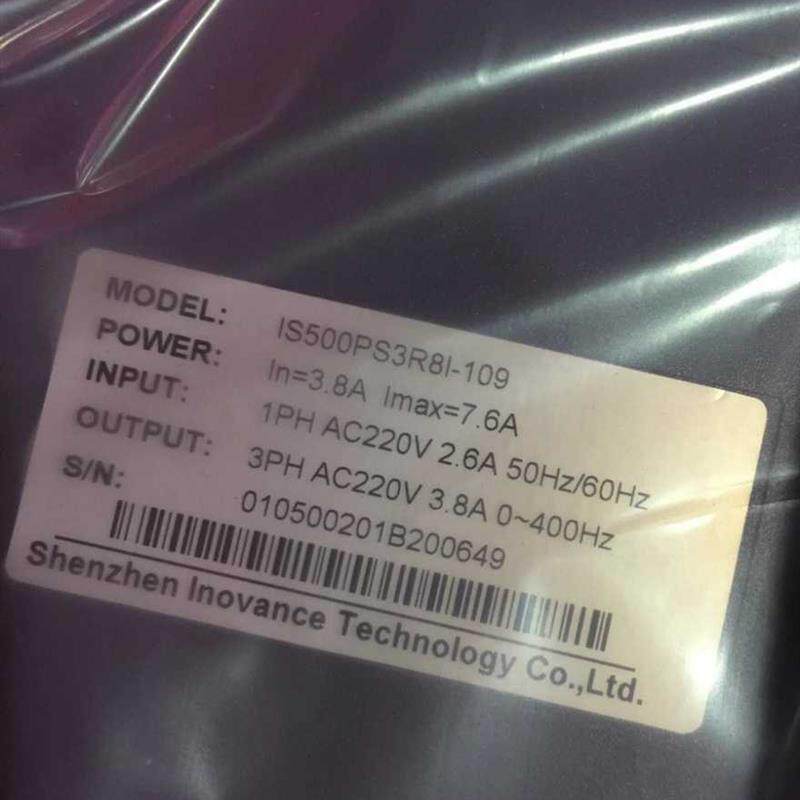 MODEL: IS500PS3R8I-109
POWER: In=3.8A Imax=7.6A
INPUT: 1PH AC220V 2.6A 50Hz/60Hz
OUTPUT: 3PH AC220V 3.8A 0~400Hz
S/N: 010500201B200649
Shenzhen Inovance Technology Co.,Ltd.